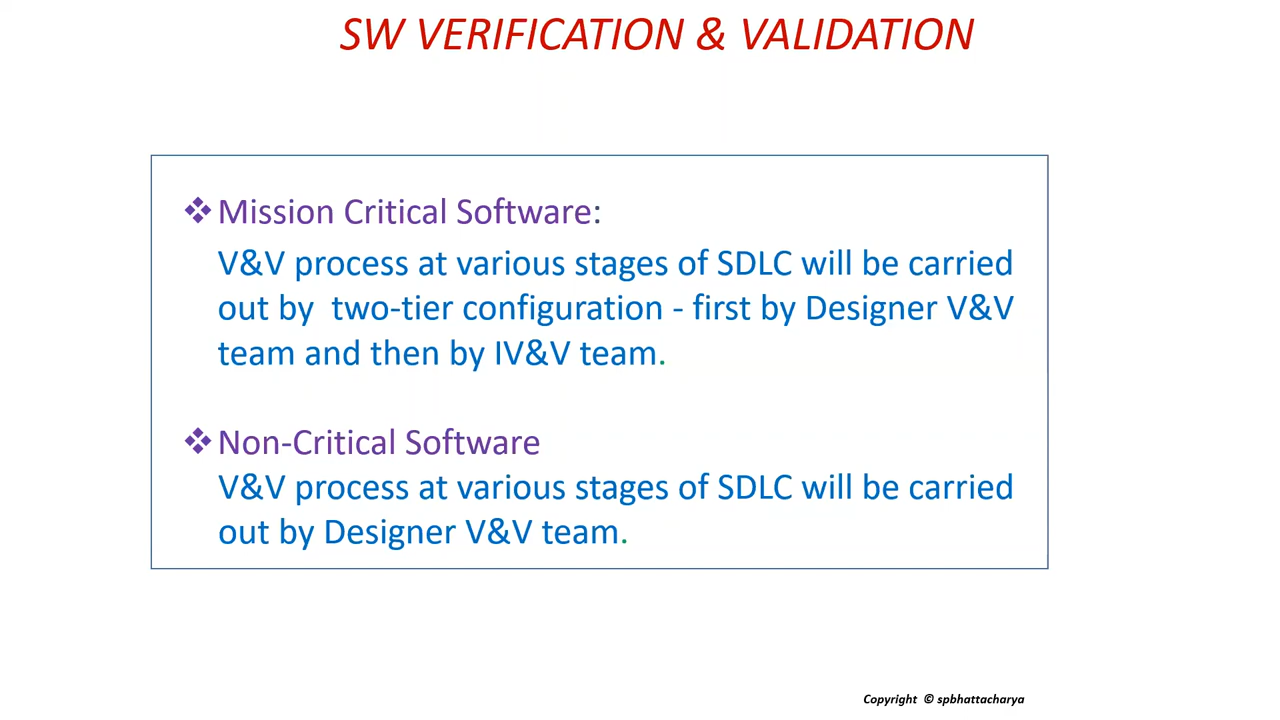 SW VERIFICATION & VALIDATION
❖Mission Critical Software:
V&V process at various stages of SDLC will be carried
out by two-tier configuration - first by Designer V&V
team and then by IV&V team.
❖Non-Critical Software
V&V process at various stages of SDLC will be carried
out by Designer V&V team.
Copyright © spbhattacharya